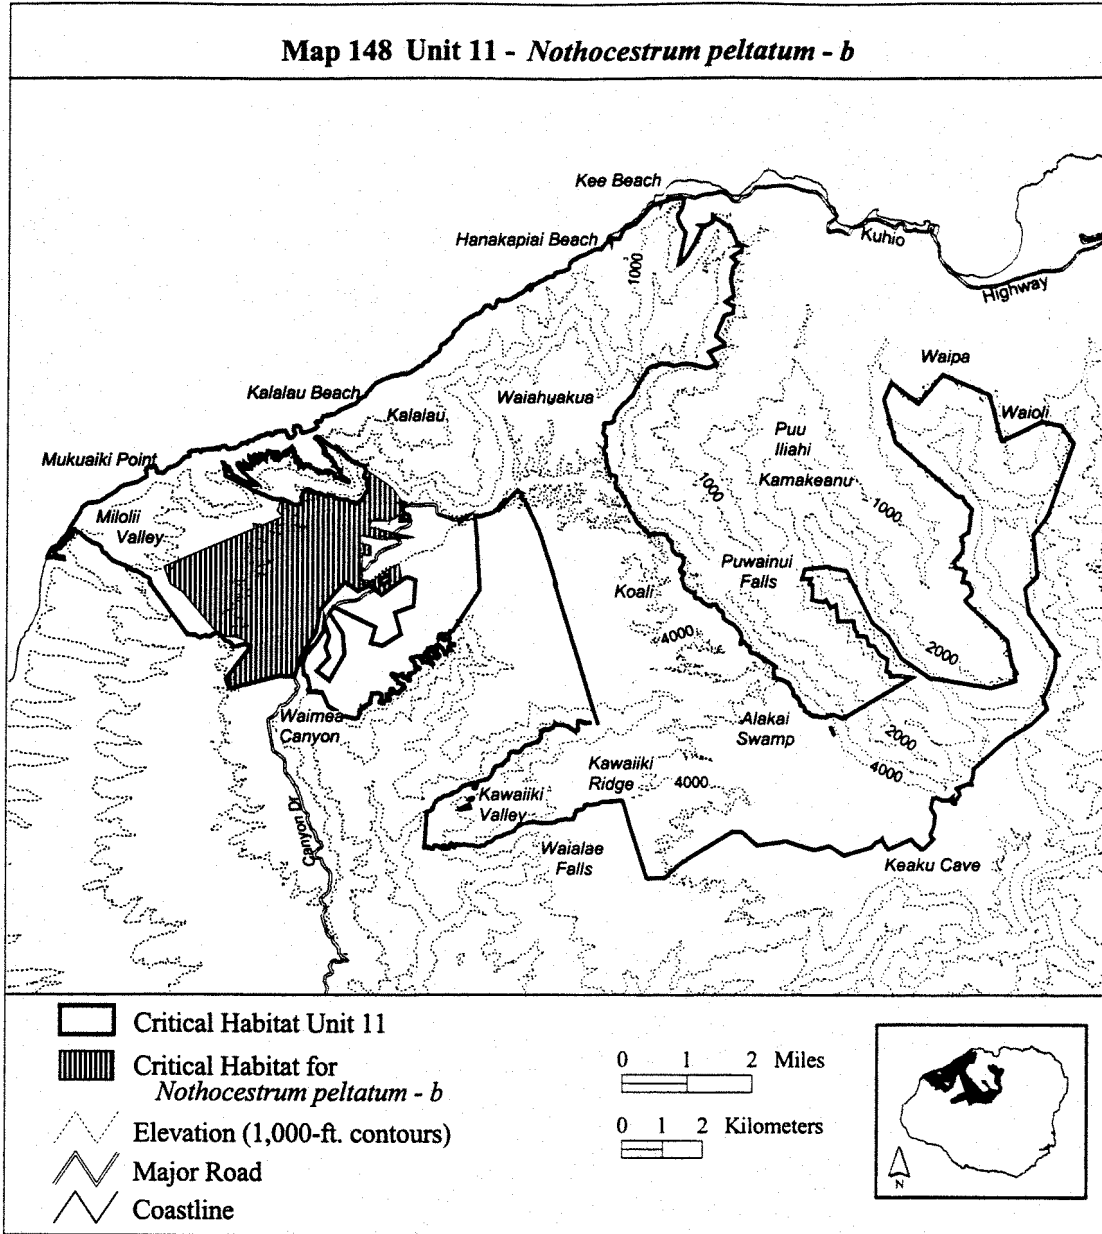 Map 148 Unit 11 - Nothocestrum peltatum - b
Kee Beach
Hanakapiai Beach
1000
Kuhio
Highway
Waipa
Kalalau Beach
Kalalau
Waiahuakua
Waioli
Puu
Iliahi
Mukuaiki Point
Kamakeanu
1000
1000
Milolii
Valley
Puwainui
Falls
Koali
4000
2000
Waimea
Canyon
Alakai
Swamp
2000
4000
Kawaiiki
Ridge
4000
Kawaiiki
Valley
Canyon Dr
Waialae
Falls
Keaku Cave
Critical Habitat Unit 11
Critical Habitat for
Nothocestrum peltatum - b
Elevation (1,000-ft. contours)
Major Road
Coastline
0 1 2 Miles
0 1 2 Kilometers
N